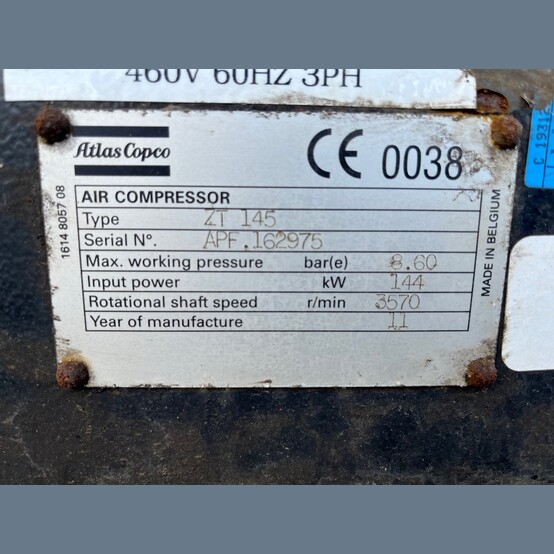 460V 60HZ 3PH
Atlas Copco
CE 0038
AIR COMPRESSOR
Type ZT 145
Serial Nº. APF.162975
Max. working pressure bar(e) 8.60
Input power kW 144
Rotational shaft speed r/min 3570
Year of manufacture 11
1614 8057 08
MADE IN BELGIUM
C 19312